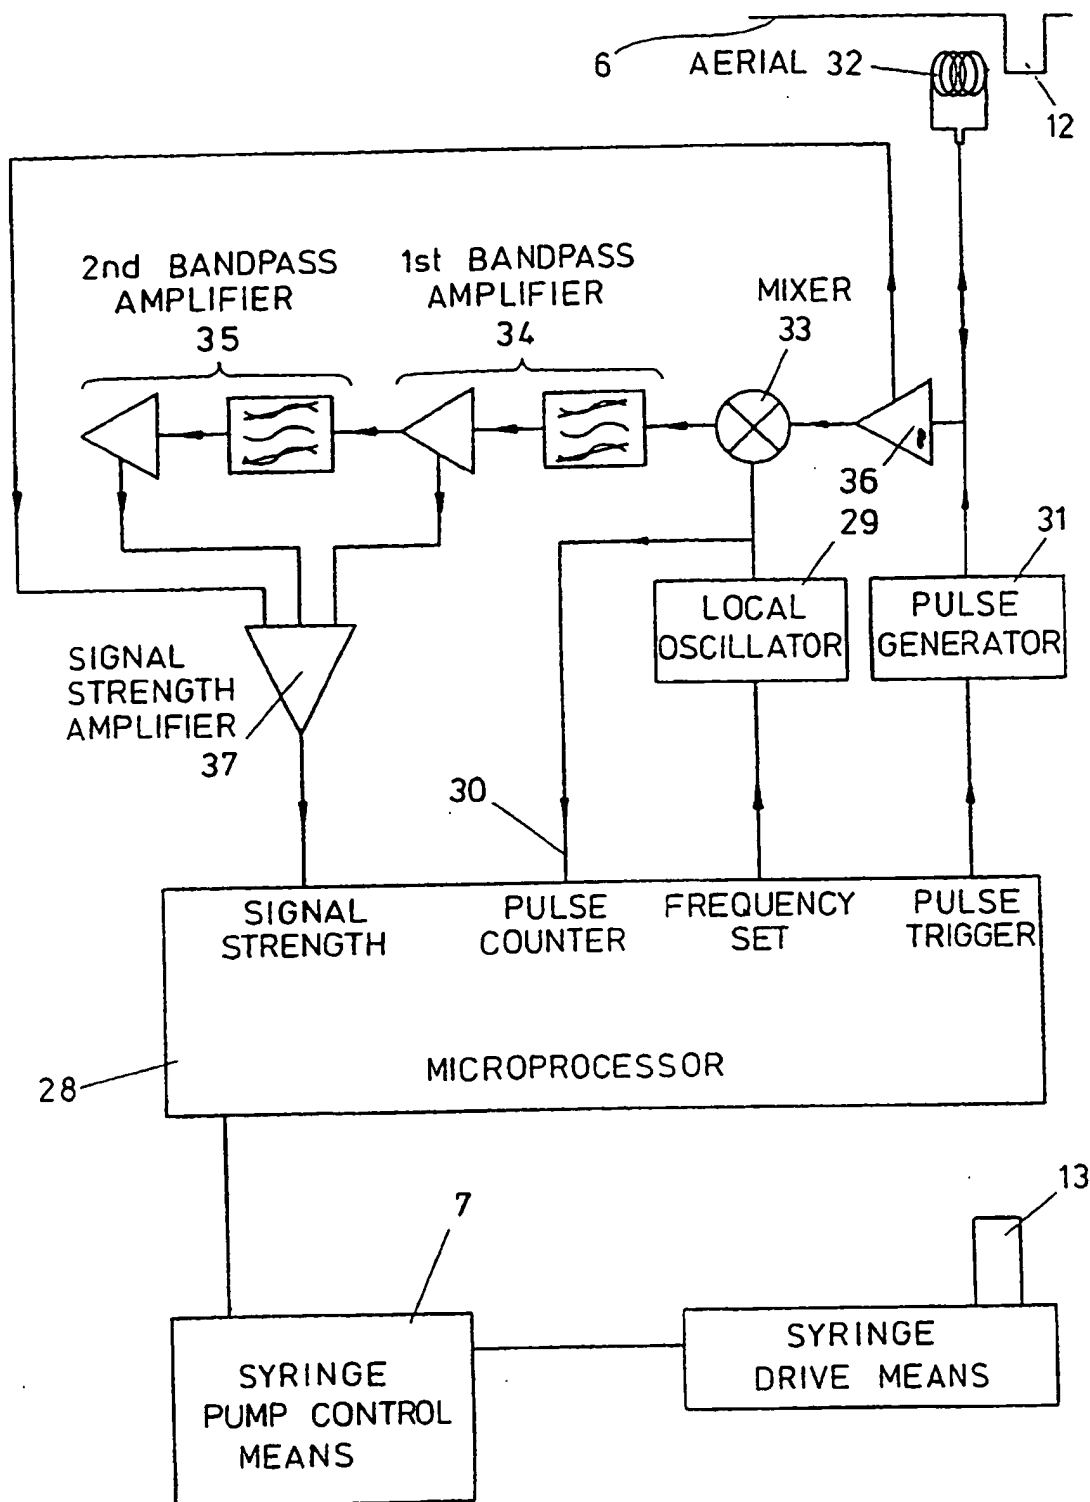 6
AERIAL 32
12
2nd BANDPASS
AMPLIFIER
35
1st BANDPASS
AMPLIFIER
34
MIXER
33
36
29
31
LOCAL
OSCILLATOR
PULSE
GENERATOR
SIGNAL
STRENGTH
AMPLIFIER
37
30
SIGNAL
STRENGTH
PULSE
COUNTER
FREQUENCY
SET
PULSE
TRIGGER
MICROPROCESSOR
28
7
13
SYRINGE
PUMP CONTROL
MEANS
SYRINGE
DRIVE MEANS